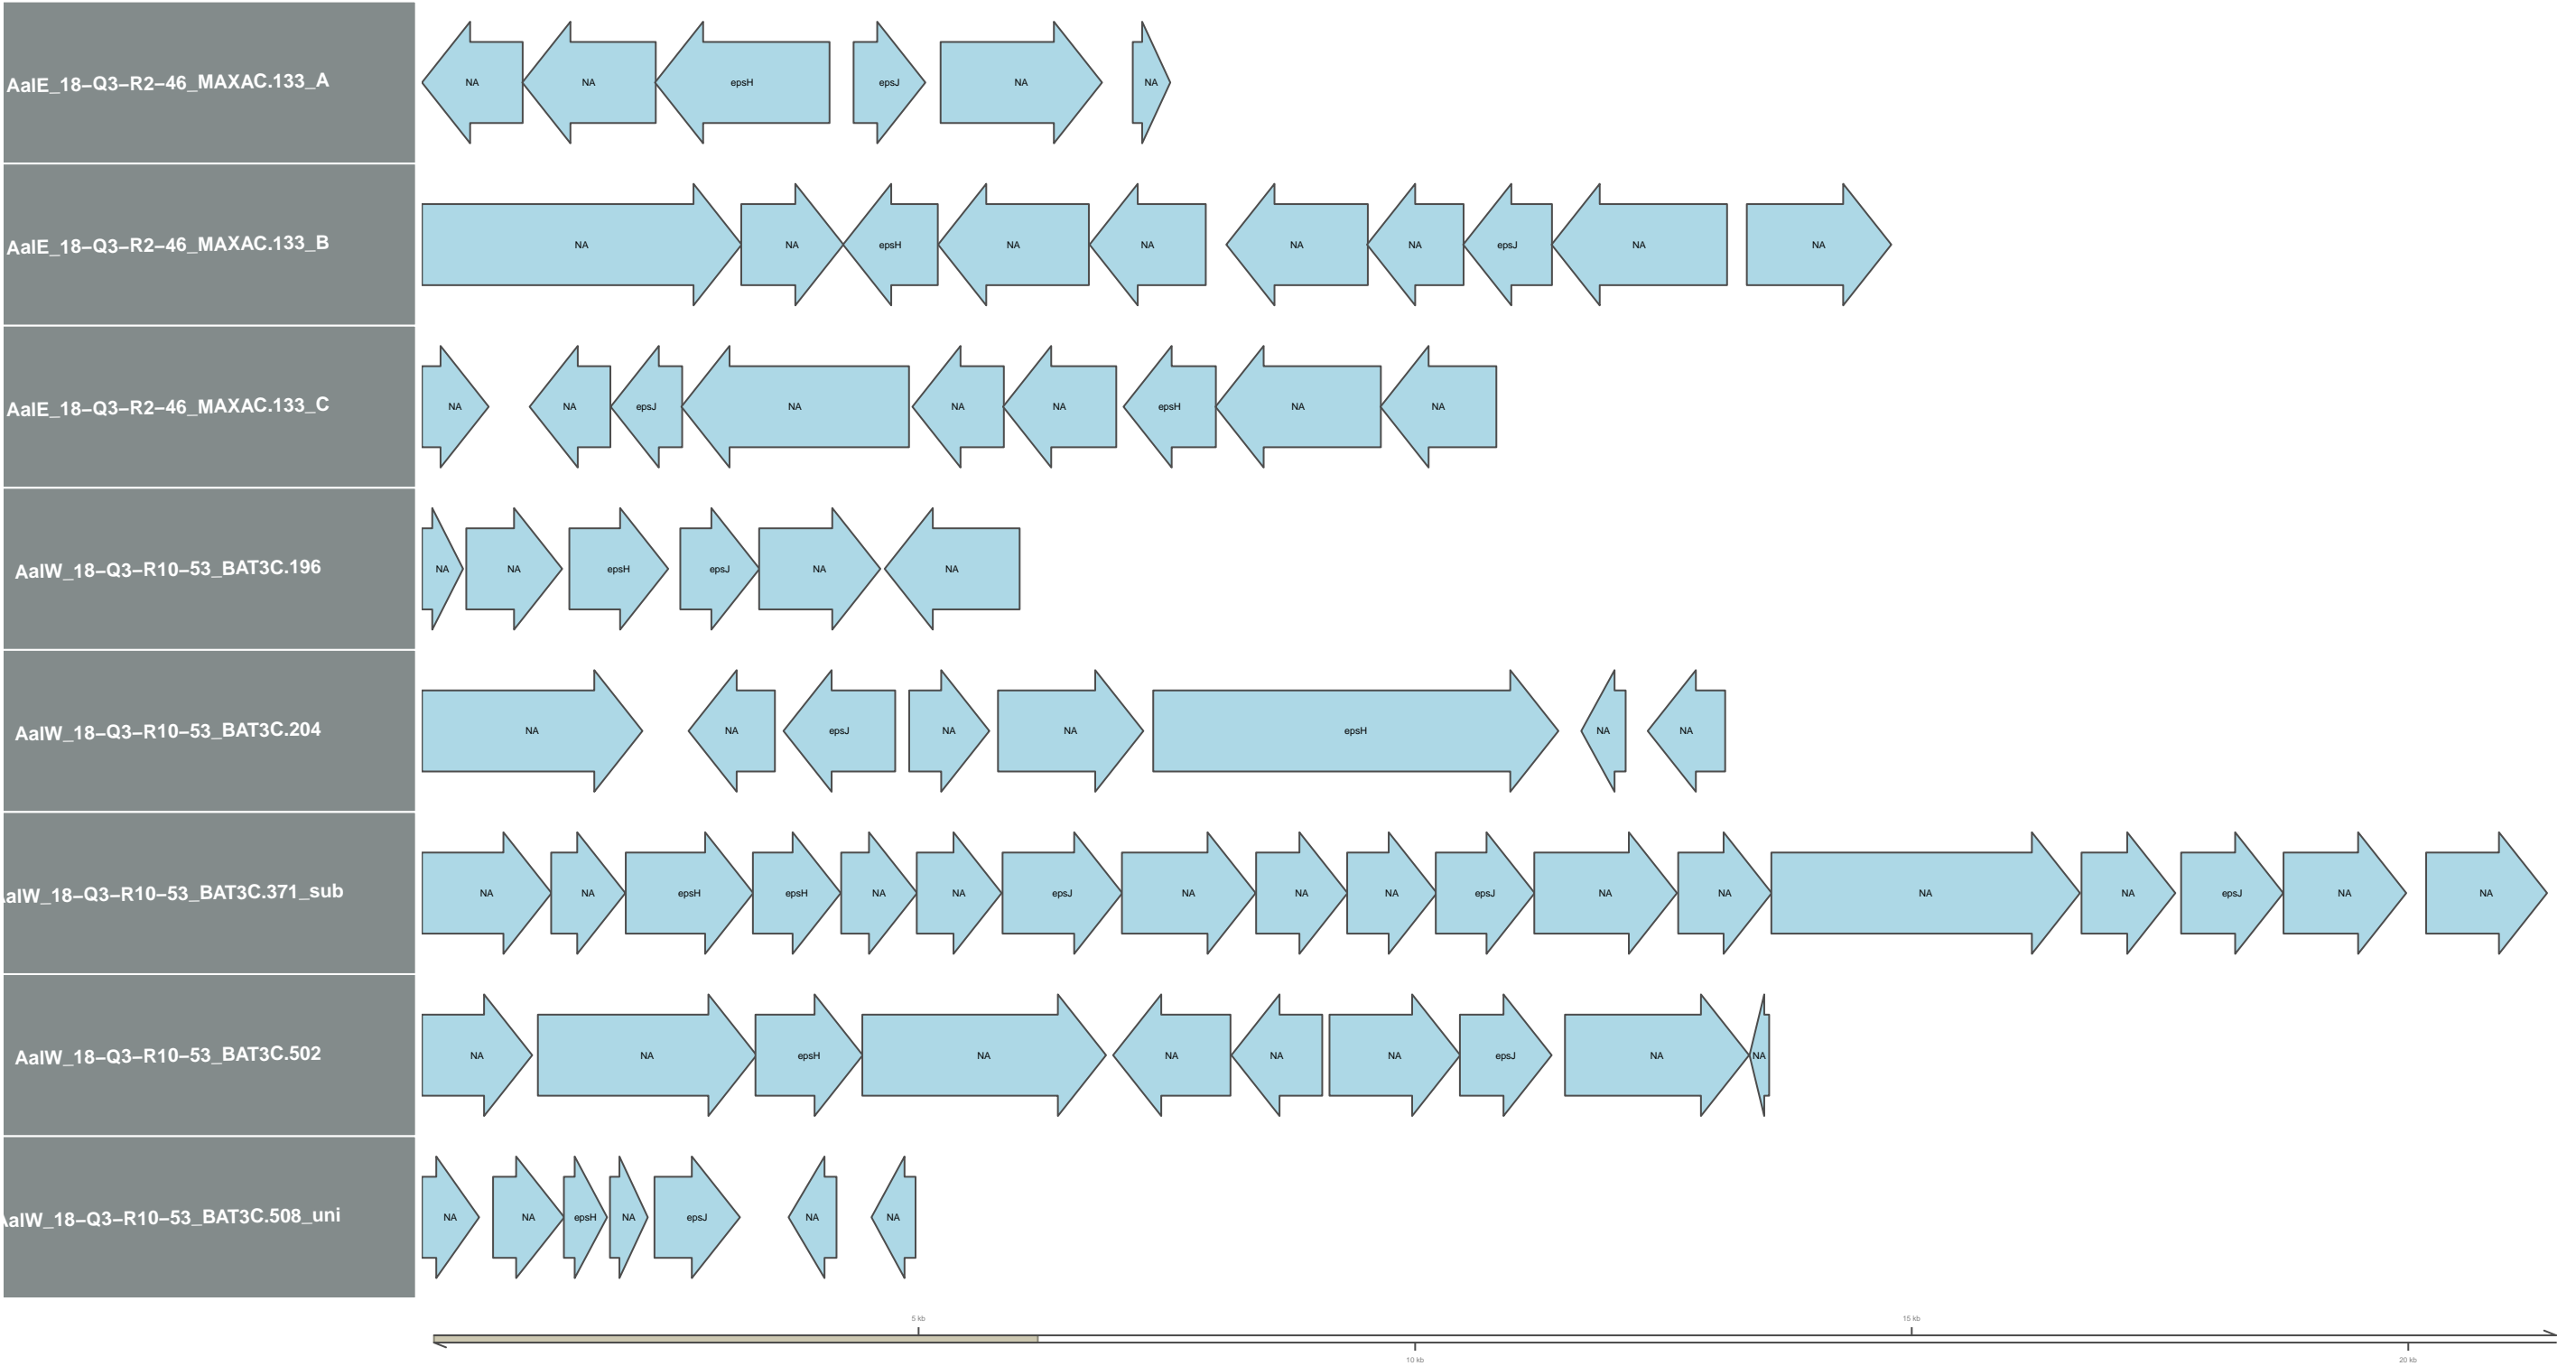 AalE_18–Q3–R2–46_MAXAC.133_A
NA NA epsH epsJ NA NA
AalE_18–Q3–R2–46_MAXAC.133_B
NA NA epsH NA NA NA NA epsJ NA NA
AalE_18–Q3–R2–46_MAXAC.133_C
NA NA epsJ NA NA NA epsH NA NA
AalW_18–Q3–R10–53_BAT3C.196
NA NA epsH epsJ NA NA
AalW_18–Q3–R10–53_BAT3C.204
NA NA epsJ NA NA epsH NA NA
AalW_18–Q3–R10–53_BAT3C.371_sub
NA NA epsH epsH NA NA epsJ NA NA NA epsJ NA NA NA NA epsJ NA NA
AalW_18–Q3–R10–53_BAT3C.502
NA NA epsH NA NA NA NA epsJ NA NA
AalW_18–Q3–R10–53_BAT3C.508_uni
NA NA epsH NA epsJ NA NA
5 kb 15 kb
10 kb 20 kb